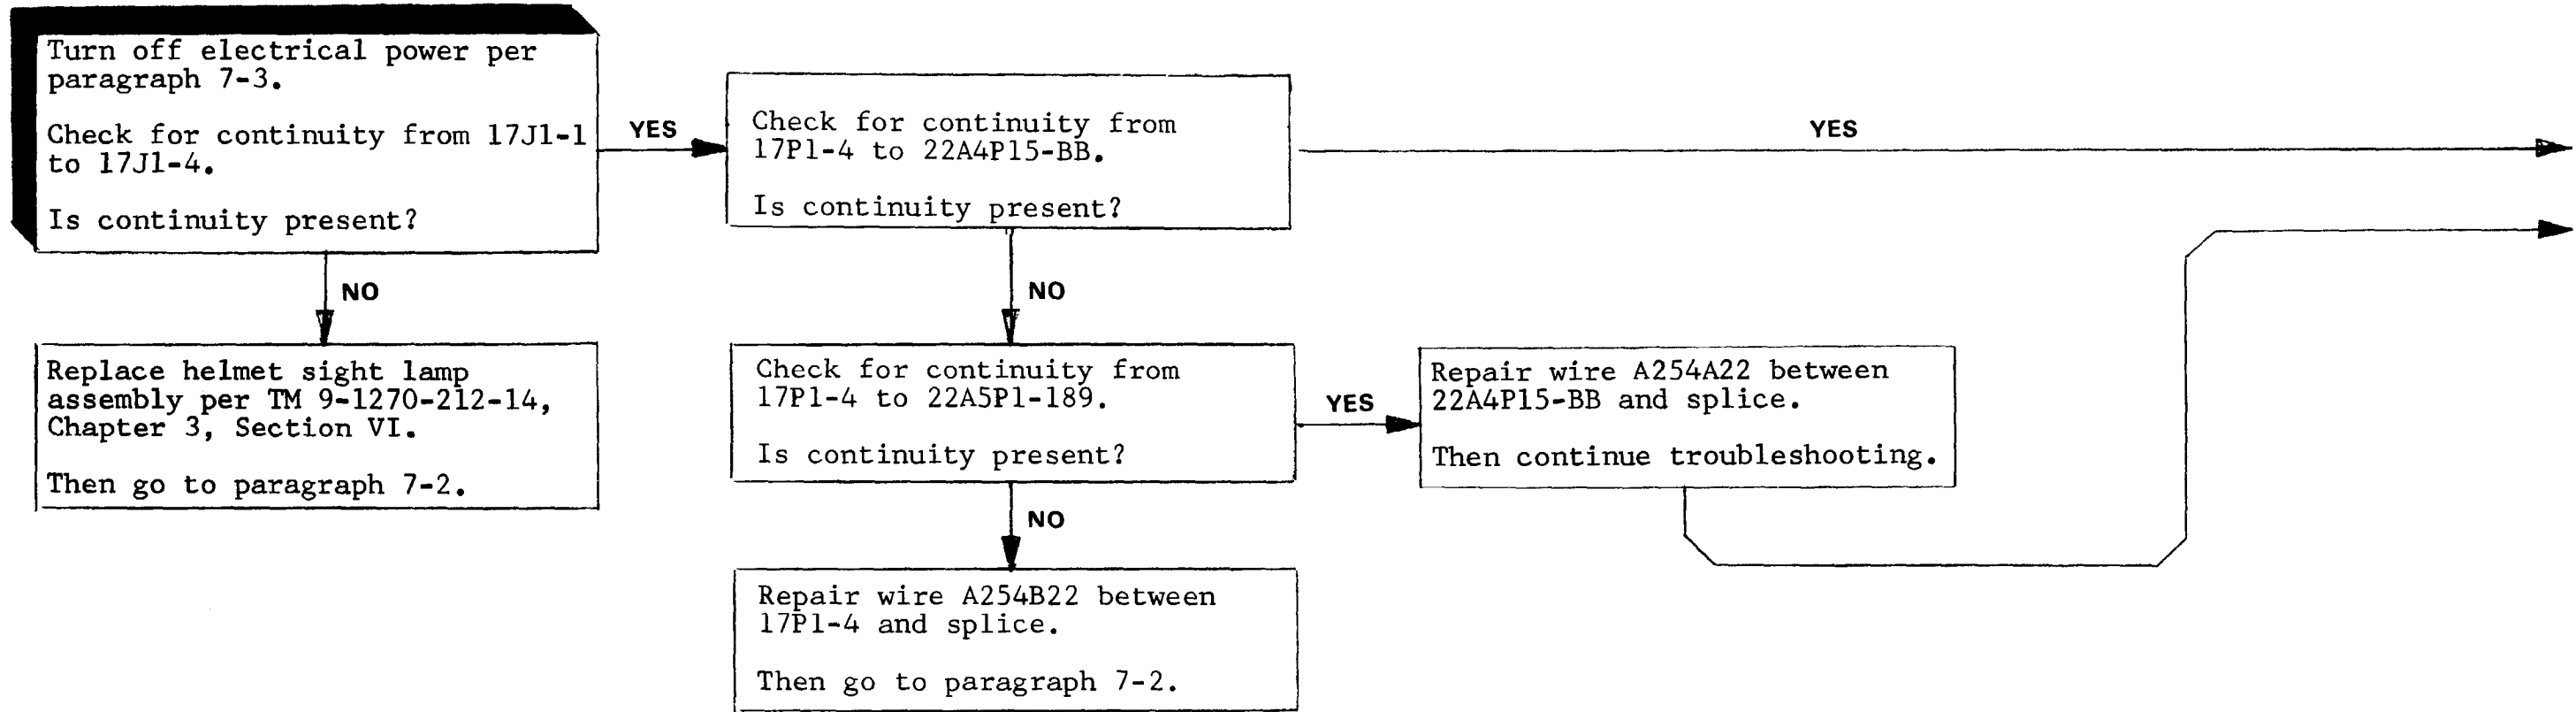 Turn off electrical power per
paragraph 7-3.
Check for continuity from 17J1-1
to 17J1-4.
Is continuity present?
YES
NO
Replace helmet sight lamp
assembly per TM 9-1270-212-14,
Chapter 3, Section VI.
Then go to paragraph 7-2.
Check for continuity from
17P1-4 to 22A4P15-BB.
Is continuity present?
YES
NO
Check for continuity from
17P1-4 to 22A5P1-189.
Is continuity present?
YES
NO
Repair wire A254A22 between
22A4P15-BB and splice.
Then continue troubleshooting.
Repair wire A254B22 between
17P1-4 and splice.
Then go to paragraph 7-2.